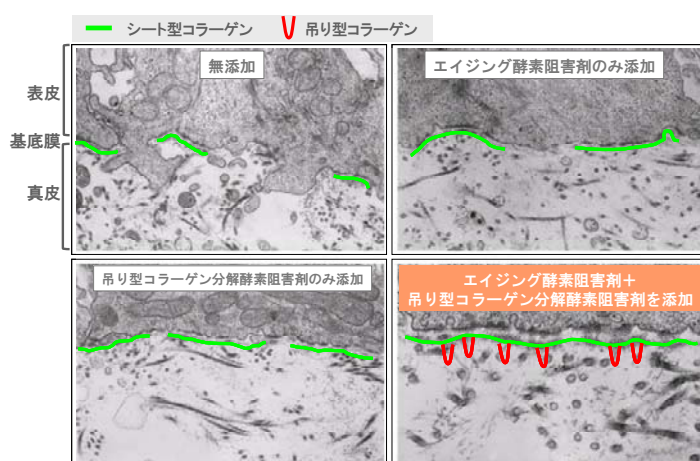 シート型コラーゲン
吊り型コラーゲン
無添加
エイジング酵素阻害剤のみ添加
表皮
基底膜
真皮
吊り型コラーゲン分解酵素阻害剤のみ添加
エイジング酵素阻害剤＋
吊り型コラーゲン分解酵素阻害剤を添加